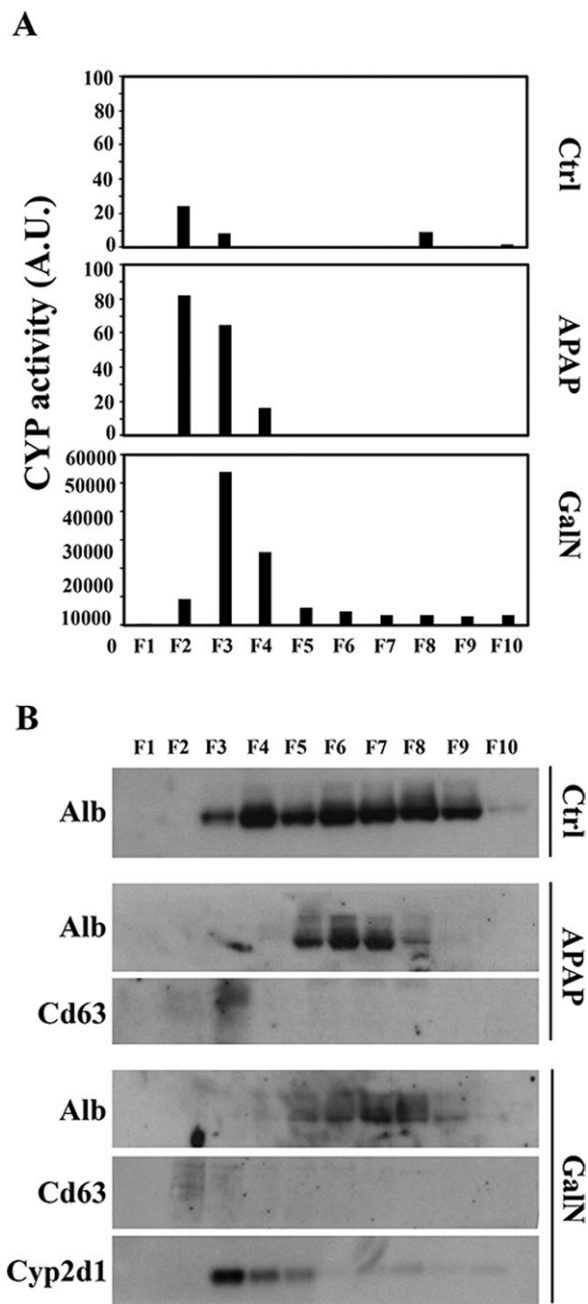 A
CYP activity (A.U.)
100
80
60
40
20
0
Ctrl
100
80
60
40
20
0
APAP
60000
50000
40000
30000
20000
10000
0
GalN
F1 F2 F3 F4 F5 F6 F7 F8 F9 F10
B
F1 F2 F3 F4 F5 F6 F7 F8 F9 F10
Alb
Ctrl
Alb
Cd63
APAP
Alb
Cd63
Cyp2d1
GalN